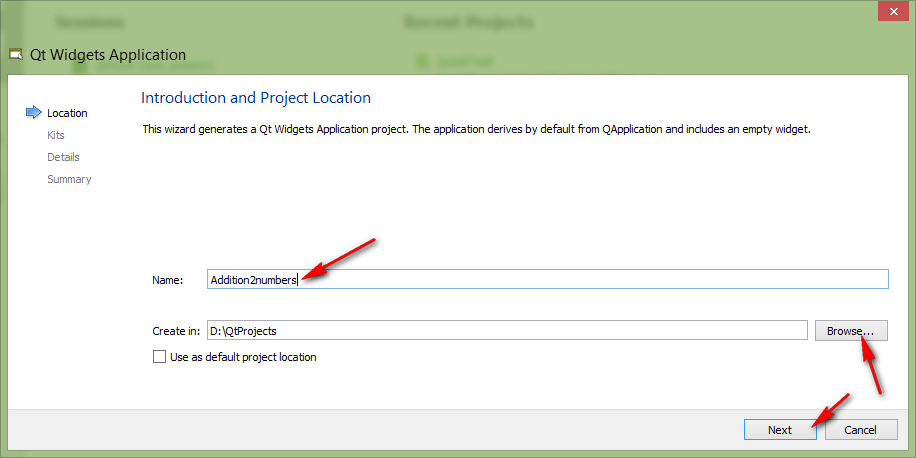 Sessions
Recent Projects
Qt Widgets Application
Introduction and Project Location
Location
This wizard generates a Qt Widgets Application project. The application derives by default from QApplication and includes an empty widget.
Kits
Details
Summary
Name:
Addition2numbers
Create in:
D:\QtProjects
Browse...
Use as default project location
Next
Cancel